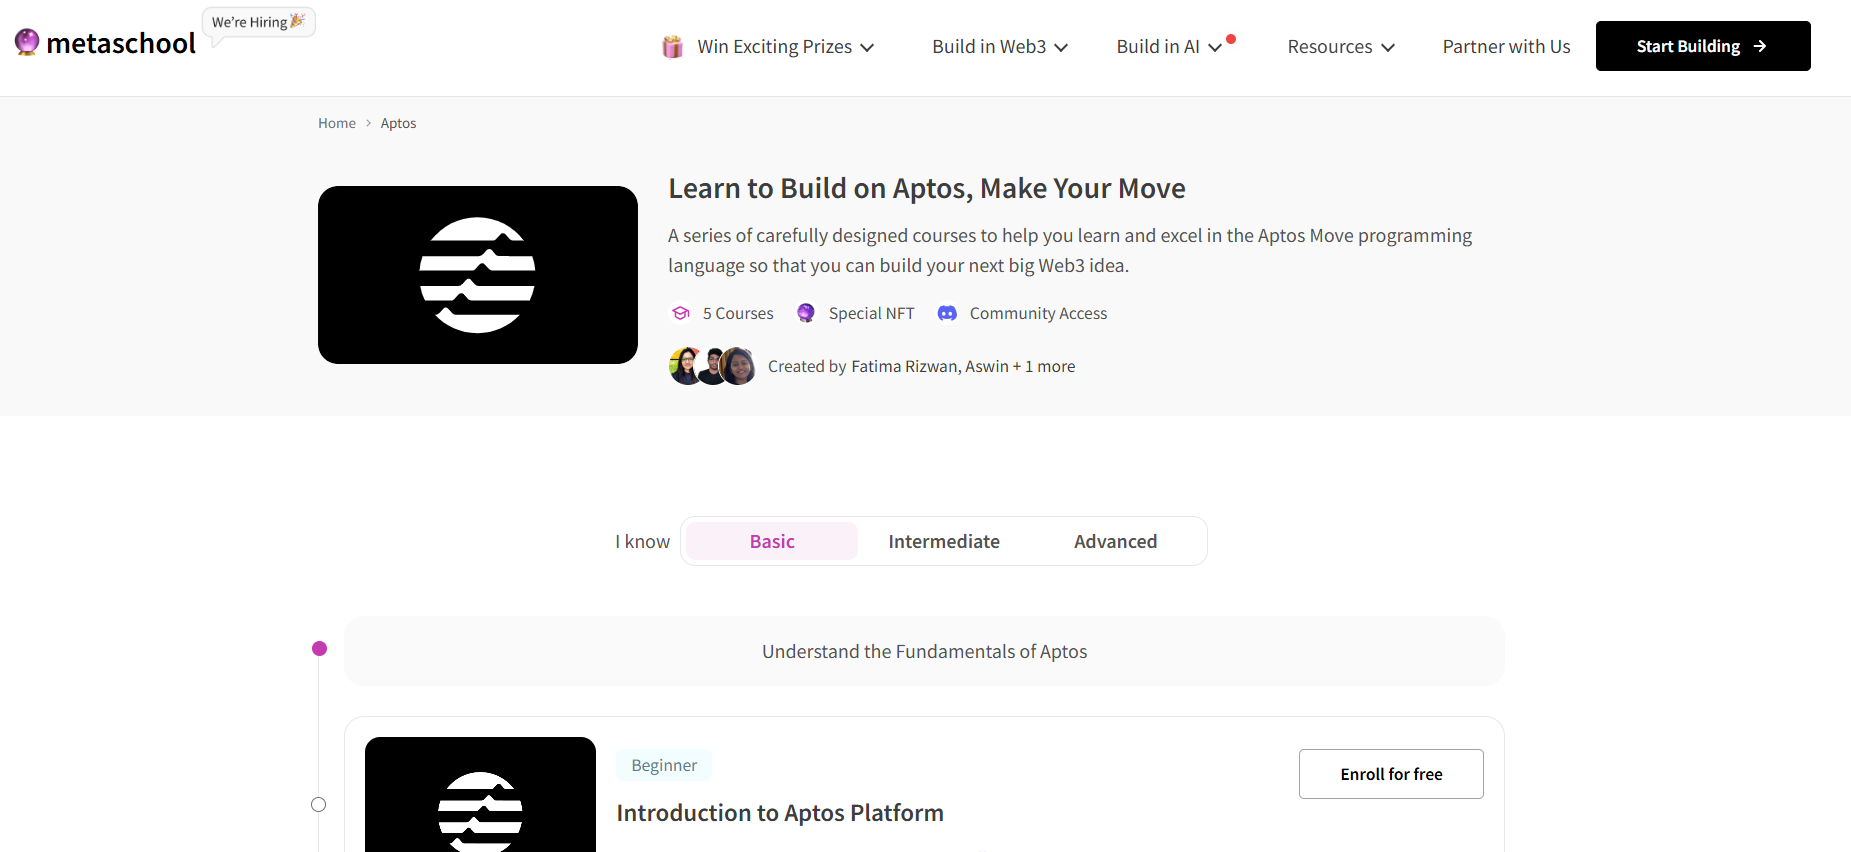 metaschool
We're Hiring
Win Exciting Prizes
Build in Web3
Build in AI
Resources
Partner with Us
Start Building
Home
Aptos
Learn to Build on Aptos, Make Your Move
A series of carefully designed courses to help you learn and excel in the Aptos Move programming
language so that you can build your next big Web3 idea.
5 Courses
Special NFT
Community Access
Created by Fatima Rizwan, Aswin + 1 more
I know
Basic
Intermediate
Advanced
Understand the Fundamentals of Aptos
Beginner
Enroll for free
Introduction to Aptos Platform